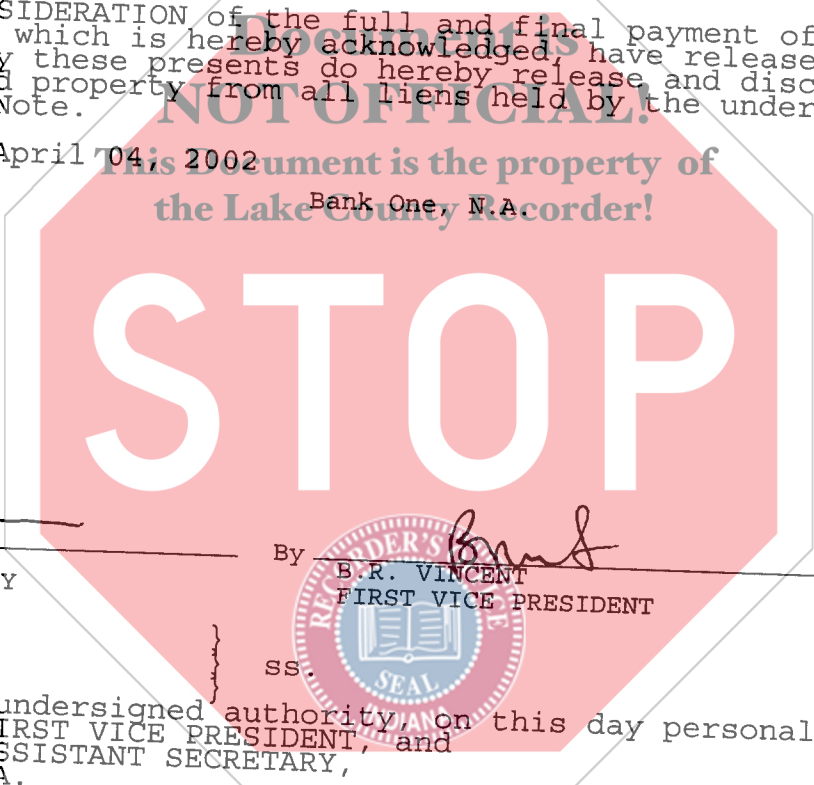 SIDERATION of the full and final payment of
which is hereby acknowledged, have release
y these presents do hereby release and disc
d property from all liens held by the under
Note.
Document is
NOT OFFICIAL!
April 04, 2002
This Document is the property of
the Lake County Recorder!
Bank One, N.A.
STOP
By
B.R. VINCENT
FIRST VICE PRESIDENT
Y
RECORDER'S OFFICE
SEAL
INDIANA
ss.
undersigned authority, on this day personal
IRST VICE PRESIDENT, and
SSISTANT SECRETARY,
A.